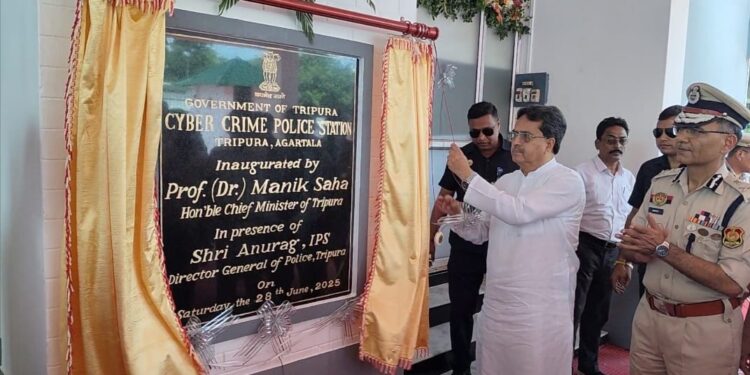 GOVERNMENT OF TRIPURA
CYBER CRIME POLICE STATION
TRIPURA, AGARTALA
Inaugurated by
Prof. (Dr.) Manik Saha
Hon'ble Chief Minister of Tripura
In presence of
Shri Anurag, IPS
Director General of Police, Tripura
On
Saturday the 28th June, 2025